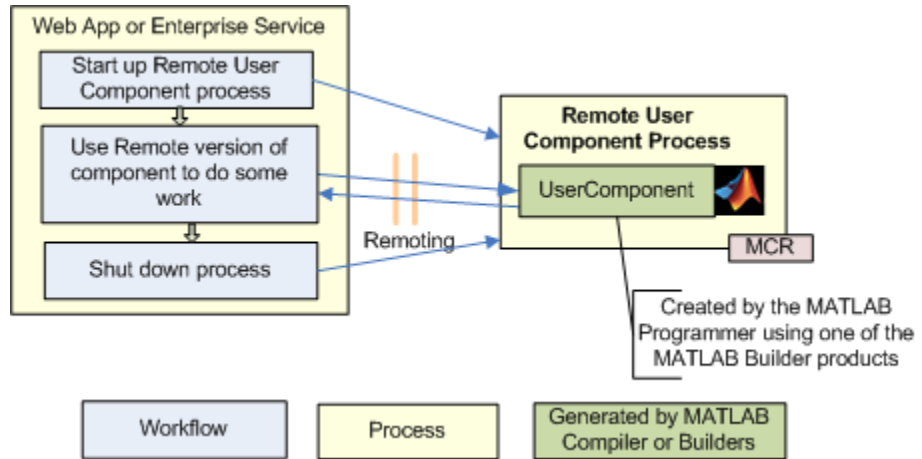 Web App or Enterprise Service
Start up Remote User
Component process
Use Remote version of
component to do some
work
Shut down process
Remoting
Remote User
Component Process
UserComponent
MCR
Created by the MATLAB
Programmer using one of the
MATLAB Builder products
Workflow
Process
Generated by MATLAB
Compiler or Builders